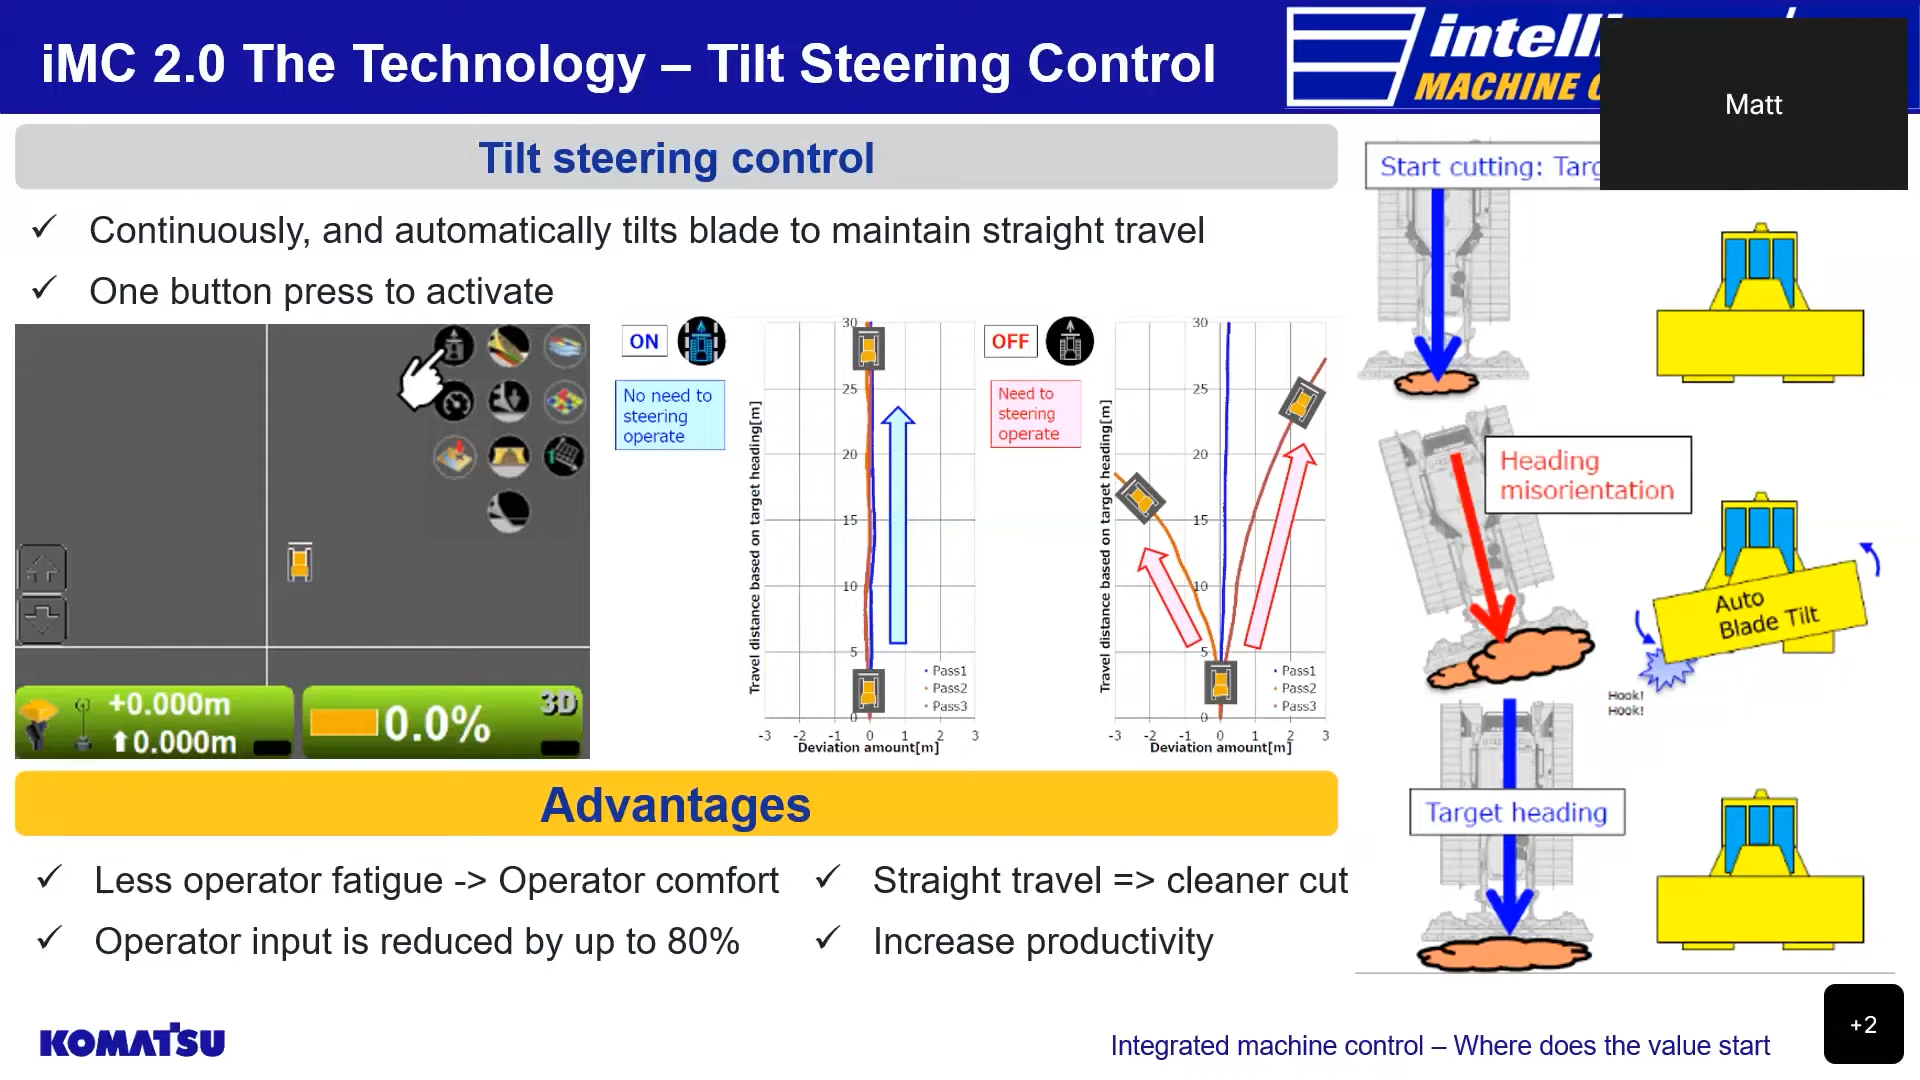 iMC 2.0 The Technology – Tilt Steering Control
MACHINE
Matt
Tilt steering control
✓ Continuously, and automatically tilts blade to maintain straight travel
✓ One button press to activate
+0.000m
0.000m
0.0%
3D
ON
No need to
steering
operate
Travel distance based on target heading[m]
30
25
20
15
10
5
0
Pass1
Pass2
Pass3
-3 -2 -1 0 1 2 3
Deviation amount[m]
OFF
Need to
steering
operate
Travel distance based on target heading[m]
30
25
20
15
10
5
0
Pass1
Pass2
Pass3
-3 -2 -1 0 1 2 3
Deviation amount[m]
Start cutting:
Heading
misorientation
Auto
Blade Tilt
Hook!
Hook!
Target heading
Advantages
✓ Less operator fatigue -> Operator comfort
✓ Operator input is reduced by up to 80%
✓ Straight travel => cleaner cut
✓ Increase productivity
KOMATSU
Integrated machine control – Where does the value start
+2